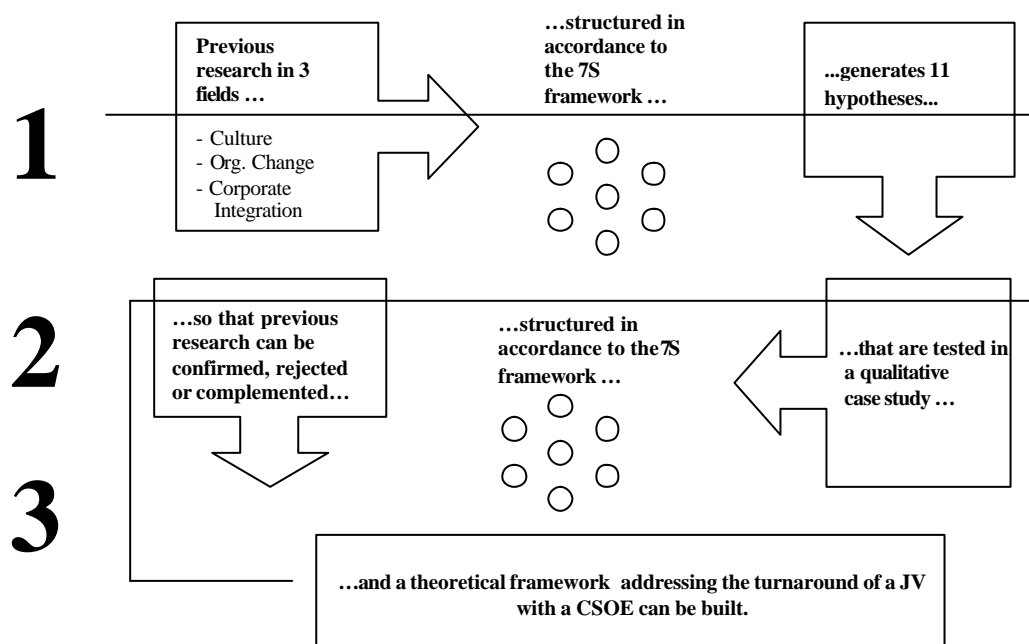 1
Previous
research in 3
fields …
- Culture
- Org. Change
- Corporate
Integration
…structured in
accordance to
the 7S
framework …
...generates 11
hypotheses...
2
…so that previous
research can be
confirmed, rejected
or complemented…
…structured in
accordance to the 7S
framework …
…that are tested in
a qualitative
case study …
3
…and a theoretical framework addressing the turnaround of a JV
with a CSOE can be built.